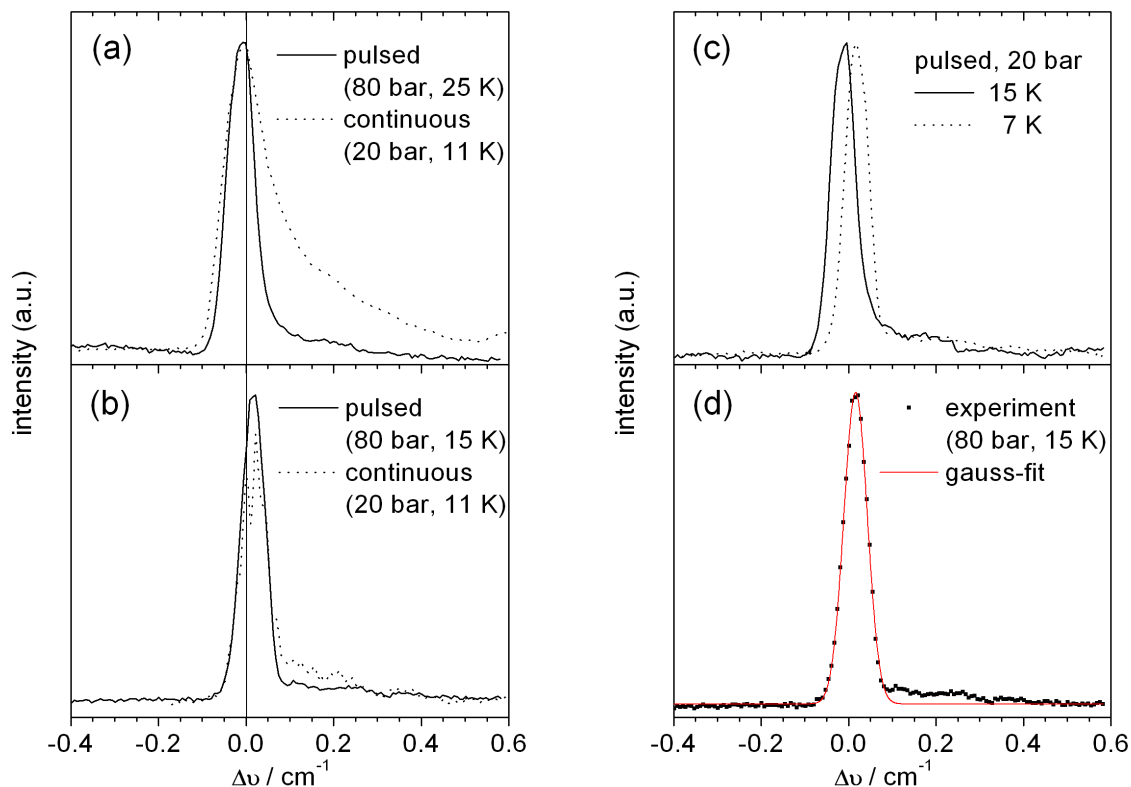 (a)
pulsed
(80 bar, 25 K)
continuous
(20 bar, 11 K)
intensity (a.u.)
(b)
pulsed
(80 bar, 15 K)
continuous
(20 bar, 11 K)
-0.4 -0.2 0.0 0.2 0.4 0.6
Δυ / cm⁻¹
(c)
pulsed, 20 bar
15 K
7 K
intensity (a.u.)
(d)
experiment
(80 bar, 15 K)
gauss-fit
-0.4 -0.2 0.0 0.2 0.4 0.6
Δυ / cm⁻¹